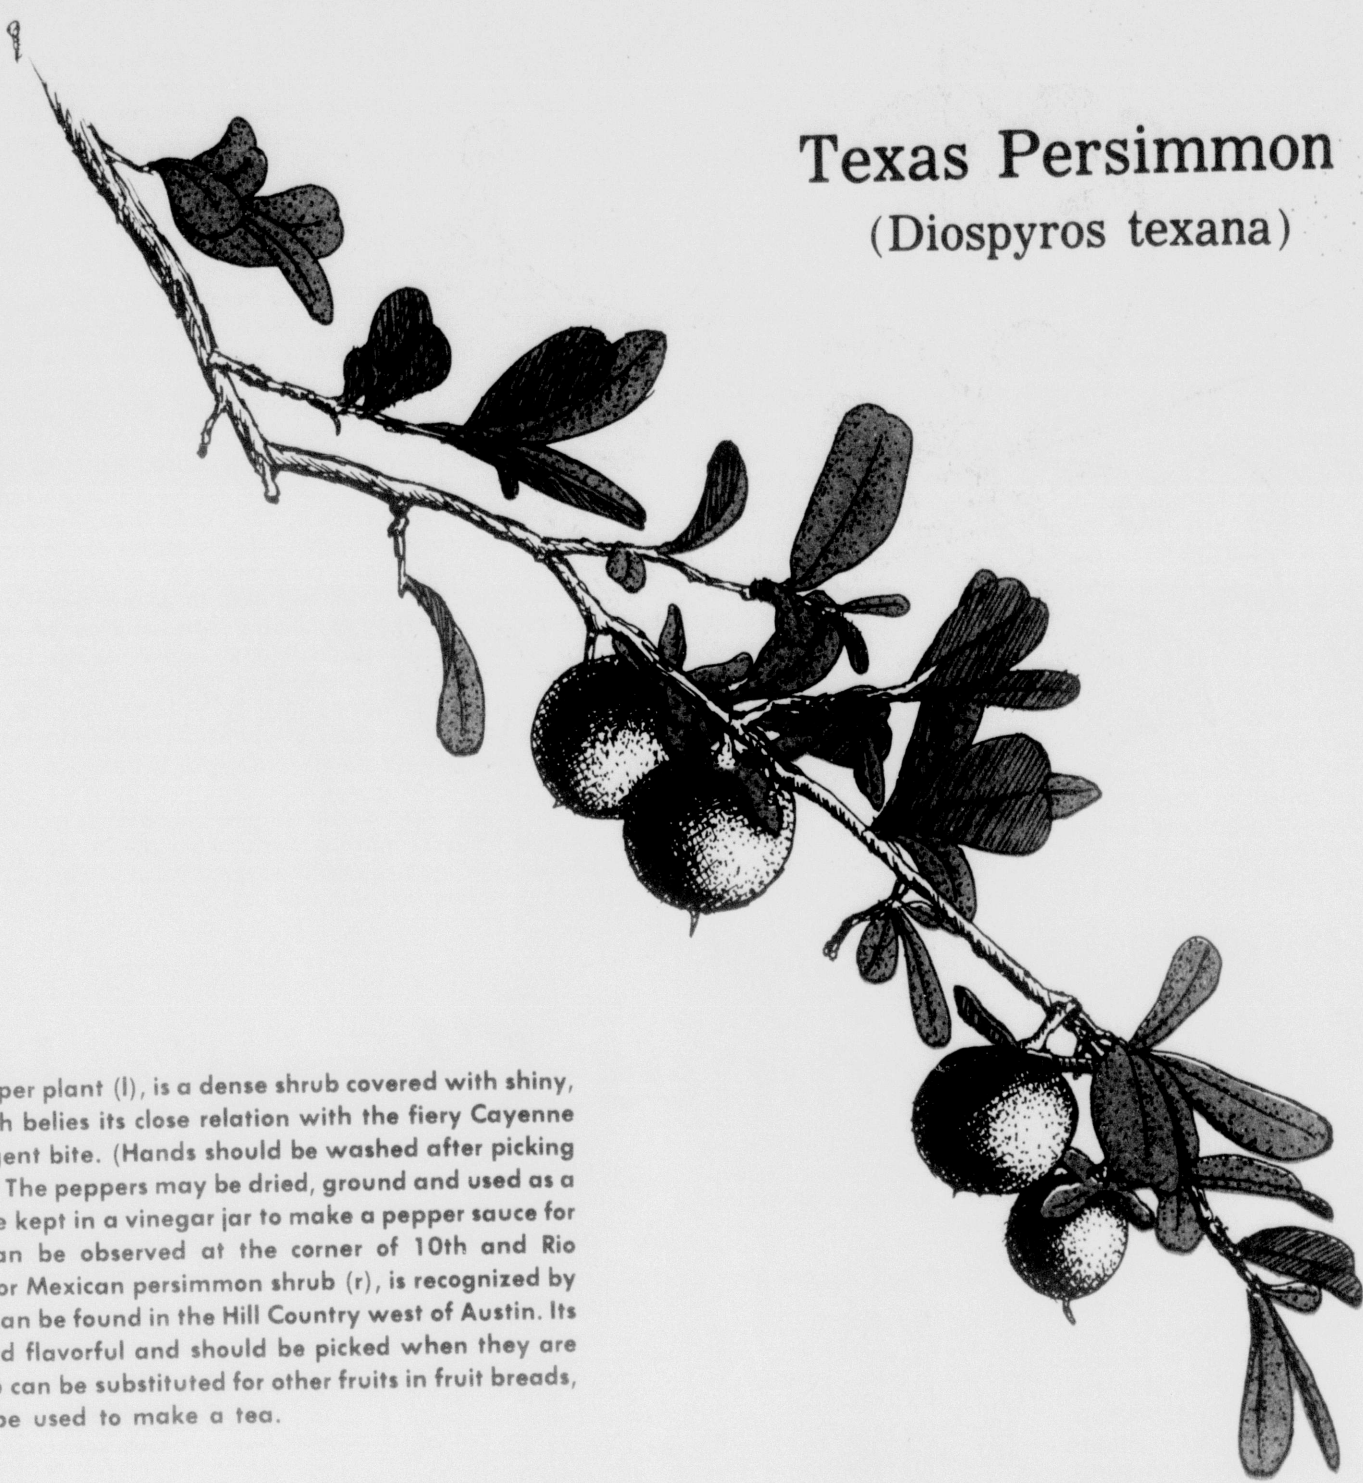 Texas Persimmon
(Diospyros texana)
per plant (l), is a dense shrub covered with shiny,
h belies its close relation with the fiery Cayenne
gent bite. (Hands should be washed after picking
The peppers may be dried, ground and used as a
e kept in a vinegar jar to make a pepper sauce for
an be observed at the corner of 10th and Rio
or Mexican persimmon shrub (r), is recognized by
an be found in the Hill Country west of Austin. Its
d flavorful and should be picked when they are
can be substituted for other fruits in fruit breads,
be used to make a tea.